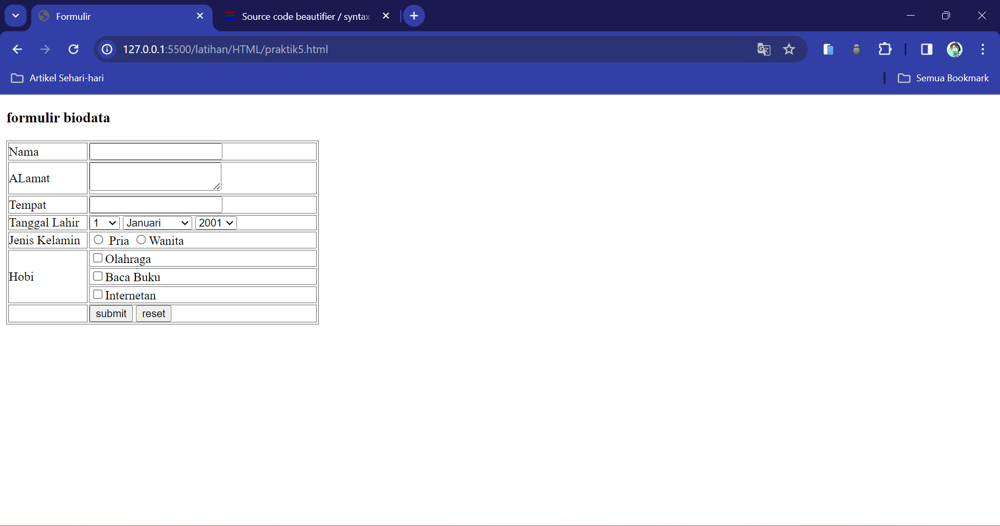 Formulir
Source code beautifier / syntax
127.0.0.1:5500/latihan/HTML/praktik5.html
Artikel Sehari-hari
Semua Bookmark
formulir biodata
Nama
ALamat
Tempat
Tanggal Lahir 1 Januari 2001
Jenis Kelamin Pria Wanita
Olahraga
Hobi Baca Buku
Internetan
submit reset